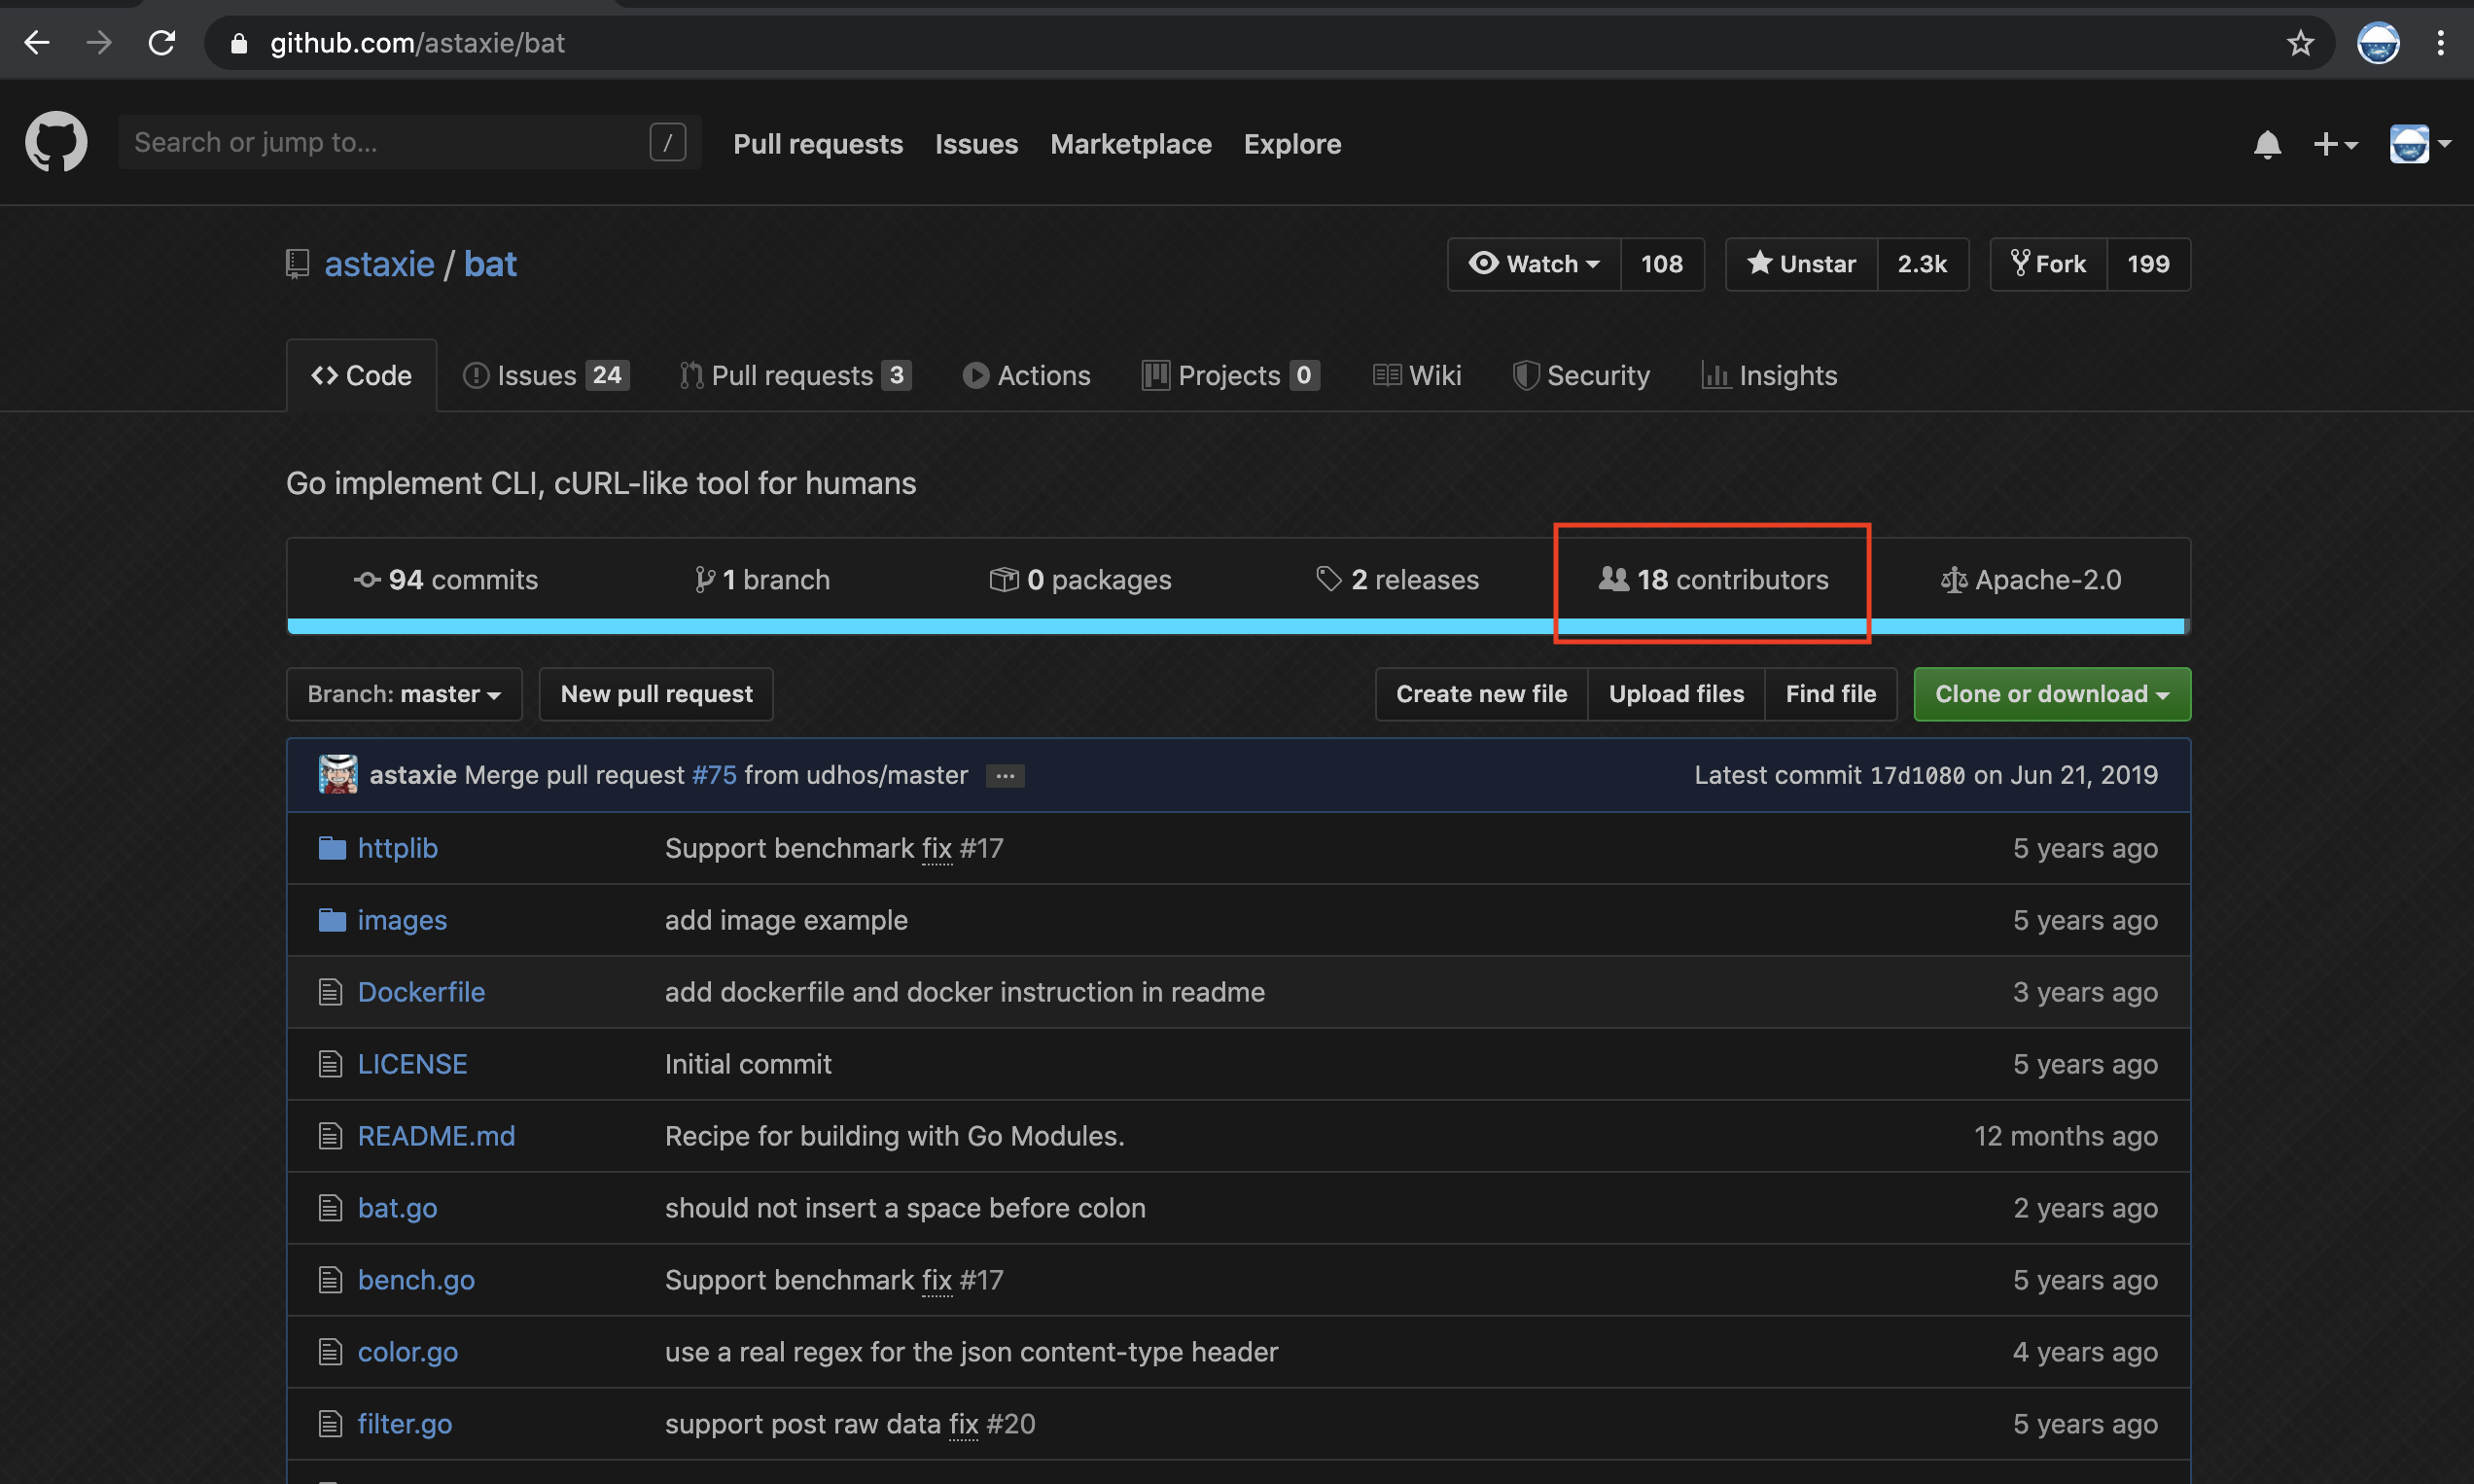 github.com/astaxie/bat
Search or jump to... / Pull requests Issues Marketplace Explore
astaxie / bat Watch 108 Unstar 2.3k Fork 199
Code Issues 24 Pull requests 3 Actions Projects 0 Wiki Security Insights
Go implement CLI, cURL-like tool for humans
94 commits 1 branch 0 packages 2 releases 18 contributors Apache-2.0
Branch: master New pull request Create new file Upload files Find file Clone or download
astaxie Merge pull request #75 from udhos/master ... Latest commit 17d1080 on Jun 21, 2019
httplib Support benchmark fix #17 5 years ago
images add image example 5 years ago
Dockerfile add dockerfile and docker instruction in readme 3 years ago
LICENSE Initial commit 5 years ago
README.md Recipe for building with Go Modules. 12 months ago
bat.go should not insert a space before colon 2 years ago
bench.go Support benchmark fix #17 5 years ago
color.go use a real regex for the json content-type header 4 years ago
filter.go support post raw data fix #20 5 years ago